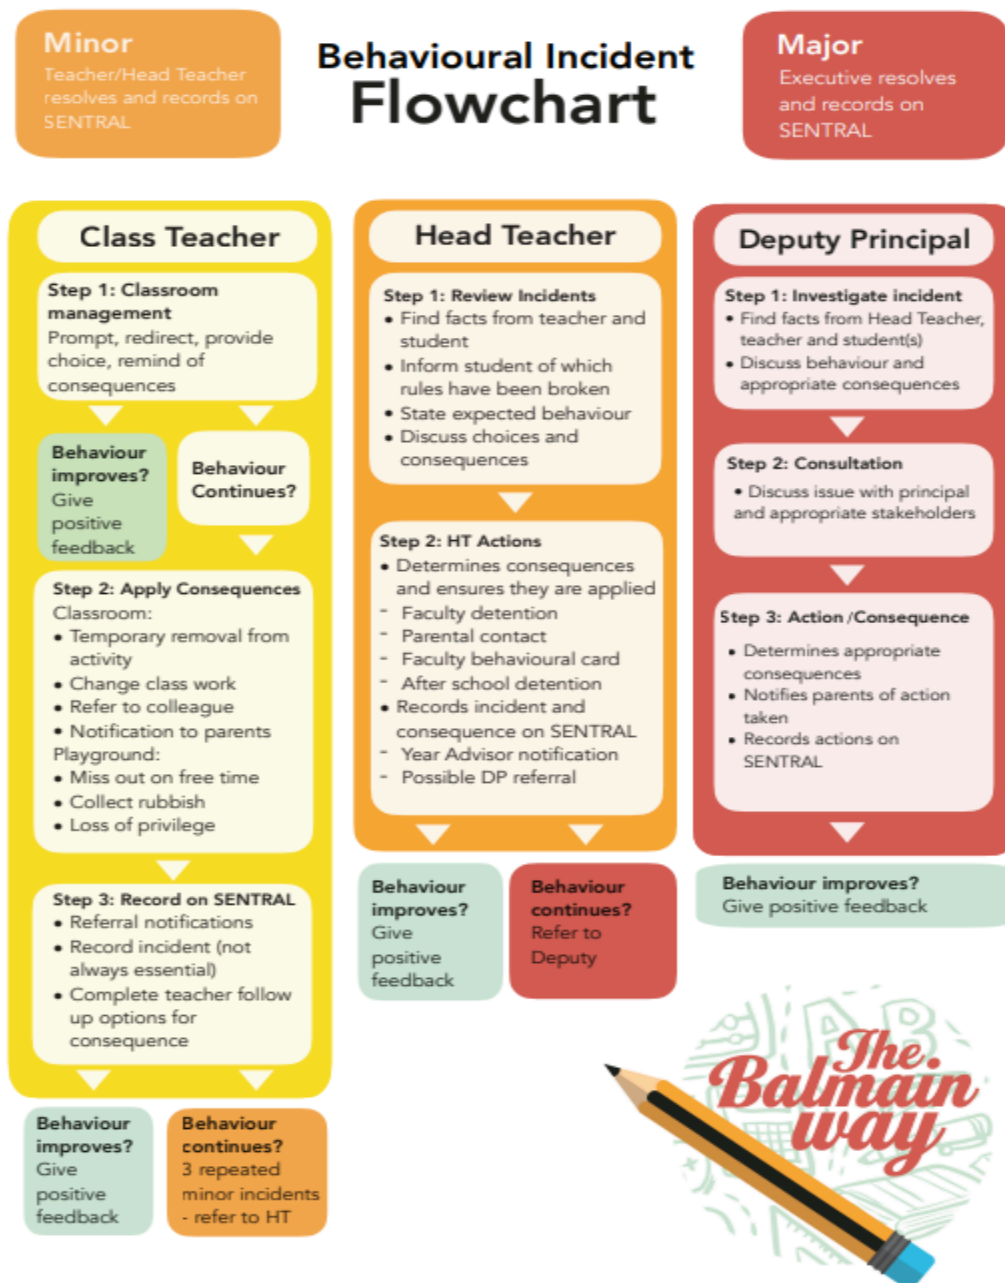 Minor
Teacher/Head Teacher
resolves and records on
SENTRAL
Behavioural Incident
Flowchart
Major
Executive resolves
and records on
SENTRAL
Class Teacher
Step 1: Classroom
management
Prompt, redirect, provide
choice, remind of
consequences
Behaviour
improves?
Give
positive
feedback
Behaviour
Continues?
Step 2: Apply Consequences
Classroom:
• Temporary removal from
activity
• Change class work
• Refer to colleague
• Notification to parents
Playground:
• Miss out on free time
• Collect rubbish
• Loss of privilege
Step 3: Record on SENTRAL
• Referral notifications
• Record incident (not
always essential)
• Complete teacher follow
up options for
consequence
Behaviour
improves?
Give
positive
feedback
Behaviour
continues?
3 repeated
minor incidents
- refer to HT
Head Teacher
Step 1: Review Incidents
• Find facts from teacher and
student
• Inform student of which
rules have been broken
• State expected behaviour
• Discuss choices and
consequences
Step 2: HT Actions
• Determines consequences
and ensures they are applied
- Faculty detention
- Parental contact
- Faculty behavioural card
- After school detention
• Records incident and
consequence on SENTRAL
- Year Advisor notification
- Possible DP referral
Behaviour
improves?
Give
positive
feedback
Behaviour
continues?
Refer to
Deputy
Deputy Principal
Step 1: Investigate incident
• Find facts from Head Teacher,
teacher and student(s)
• Discuss behaviour and
appropriate consequences
Step 2: Consultation
• Discuss issue with principal
and appropriate stakeholders
Step 3: Action /Consequence
• Determines appropriate
consequences
• Notifies parents of action
taken
• Records actions on
SENTRAL
Behaviour improves?
Give positive feedback
A B
The
Balmain
way